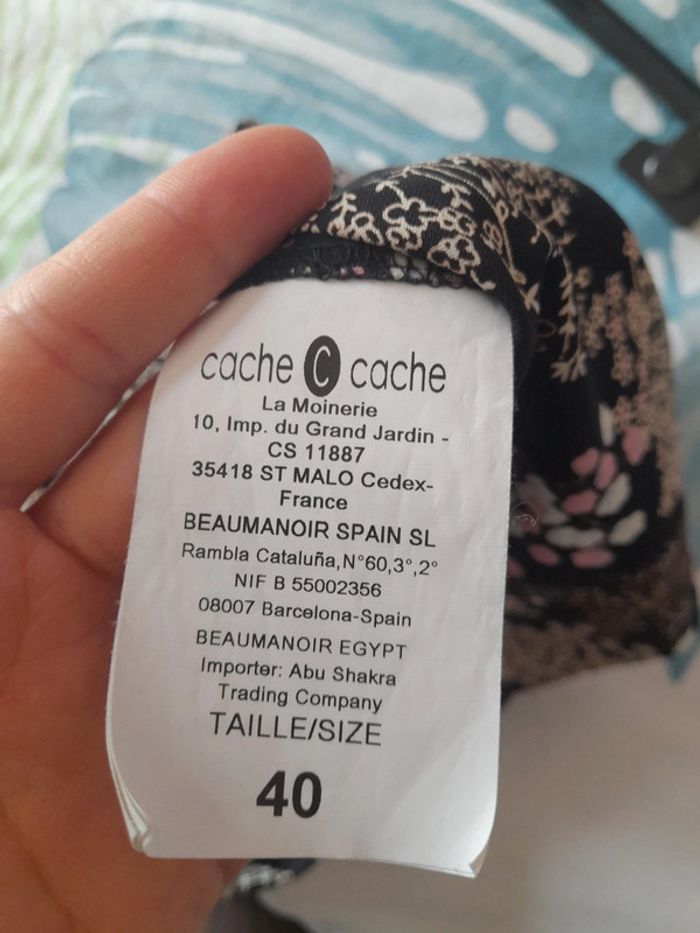 cache C cache
La Moinerie
10, Imp. du Grand Jardin -
CS 11887
35418 ST MALO Cedex-
France
BEAUMANOIR SPAIN SL
Rambla Cataluña,N°60,3°,2°
NIF B 55002356
08007 Barcelona-Spain
BEAUMANOIR EGYPT
Importer: Abu Shakra
Trading Company
TAILLE/SIZE
40